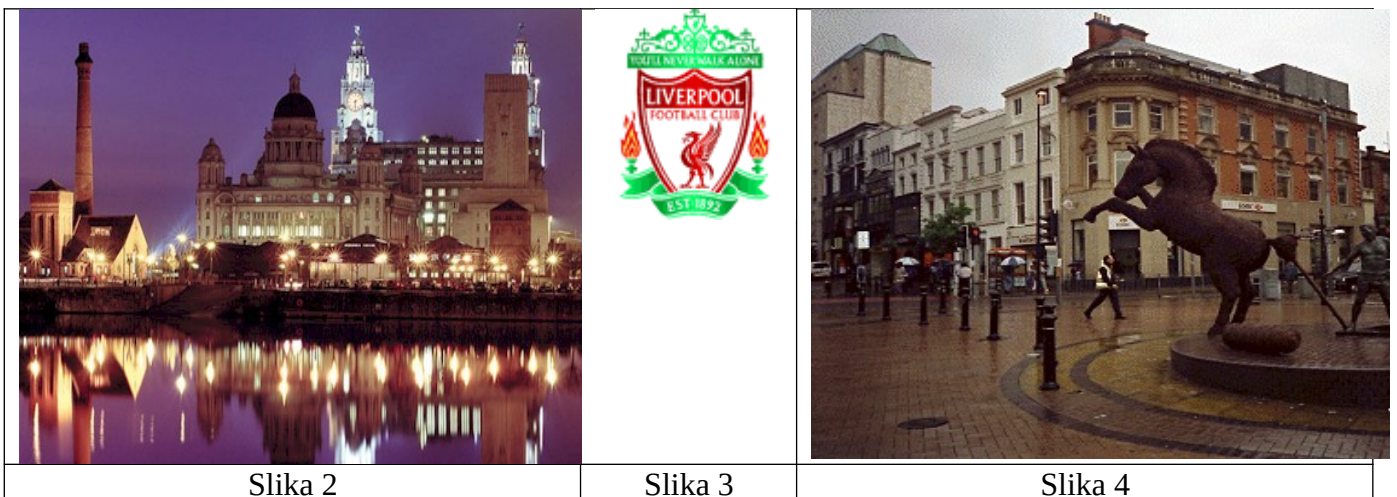 YOU'LL NEVER WALK ALONE
LIVERPOOL
FOOTBALL CLUB
EST·1892
Slika 2
Slika 3
Slika 4